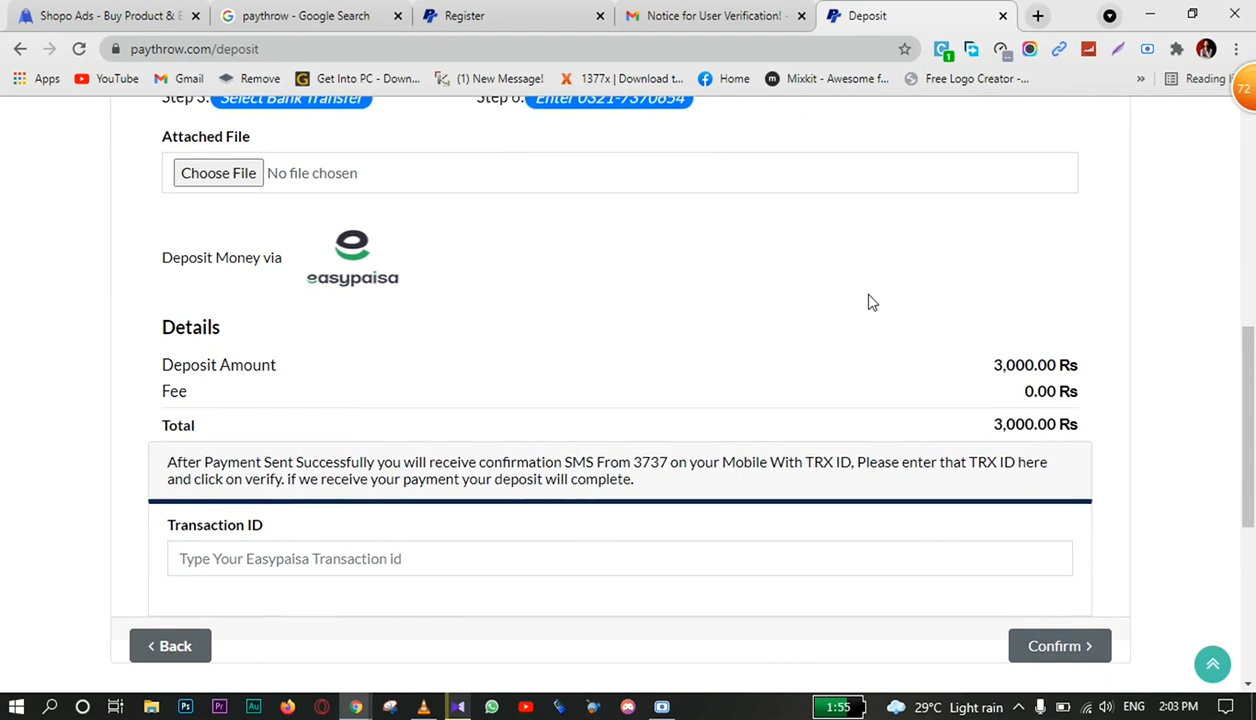 Shopo Ads - Buy Product & E
paythrow - Google Search
Register
Notice for User Verification! -
Deposit
paythrow.com/deposit
Apps
YouTube
Gmail
Remove
Get Into PC - Down...
(1) New Message!
1377x | Download t...
Home
Mixkit - Awesome f...
Free Logo Creator -...
»
Reading li
72
Step 3: Select Bank Transfer
Step 6: Enter 0321-7370654
Attached File
Choose File No file chosen
Deposit Money via
easypaisa
Details
Deposit Amount 3,000.00 Rs
Fee 0.00 Rs
Total 3,000.00 Rs
After Payment Sent Successfully you will receive confirmation SMS From 3737 on your Mobile With TRX ID, Please enter that TRX ID here
and click on verify. if we receive your payment your deposit will complete.
Transaction ID
Type Your Easypaisa Transaction id
< Back
Confirm >
1:55
29°C Light rain
ENG
2:03 PM